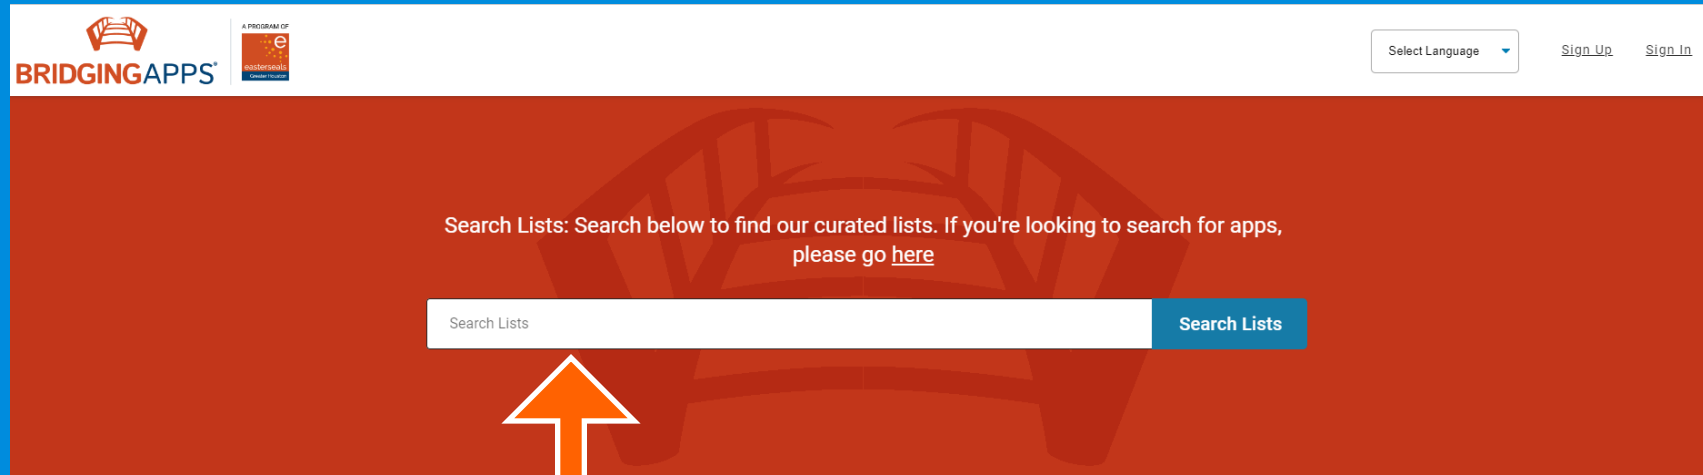 A PROGRAM OF
BRIDGINGAPPS®
e
easterseals
Greater Houston
Select Language
Sign Up
Sign In
Search Lists: Search below to find our curated lists. If you're looking to search for apps,
please go here
Search Lists
Search Lists